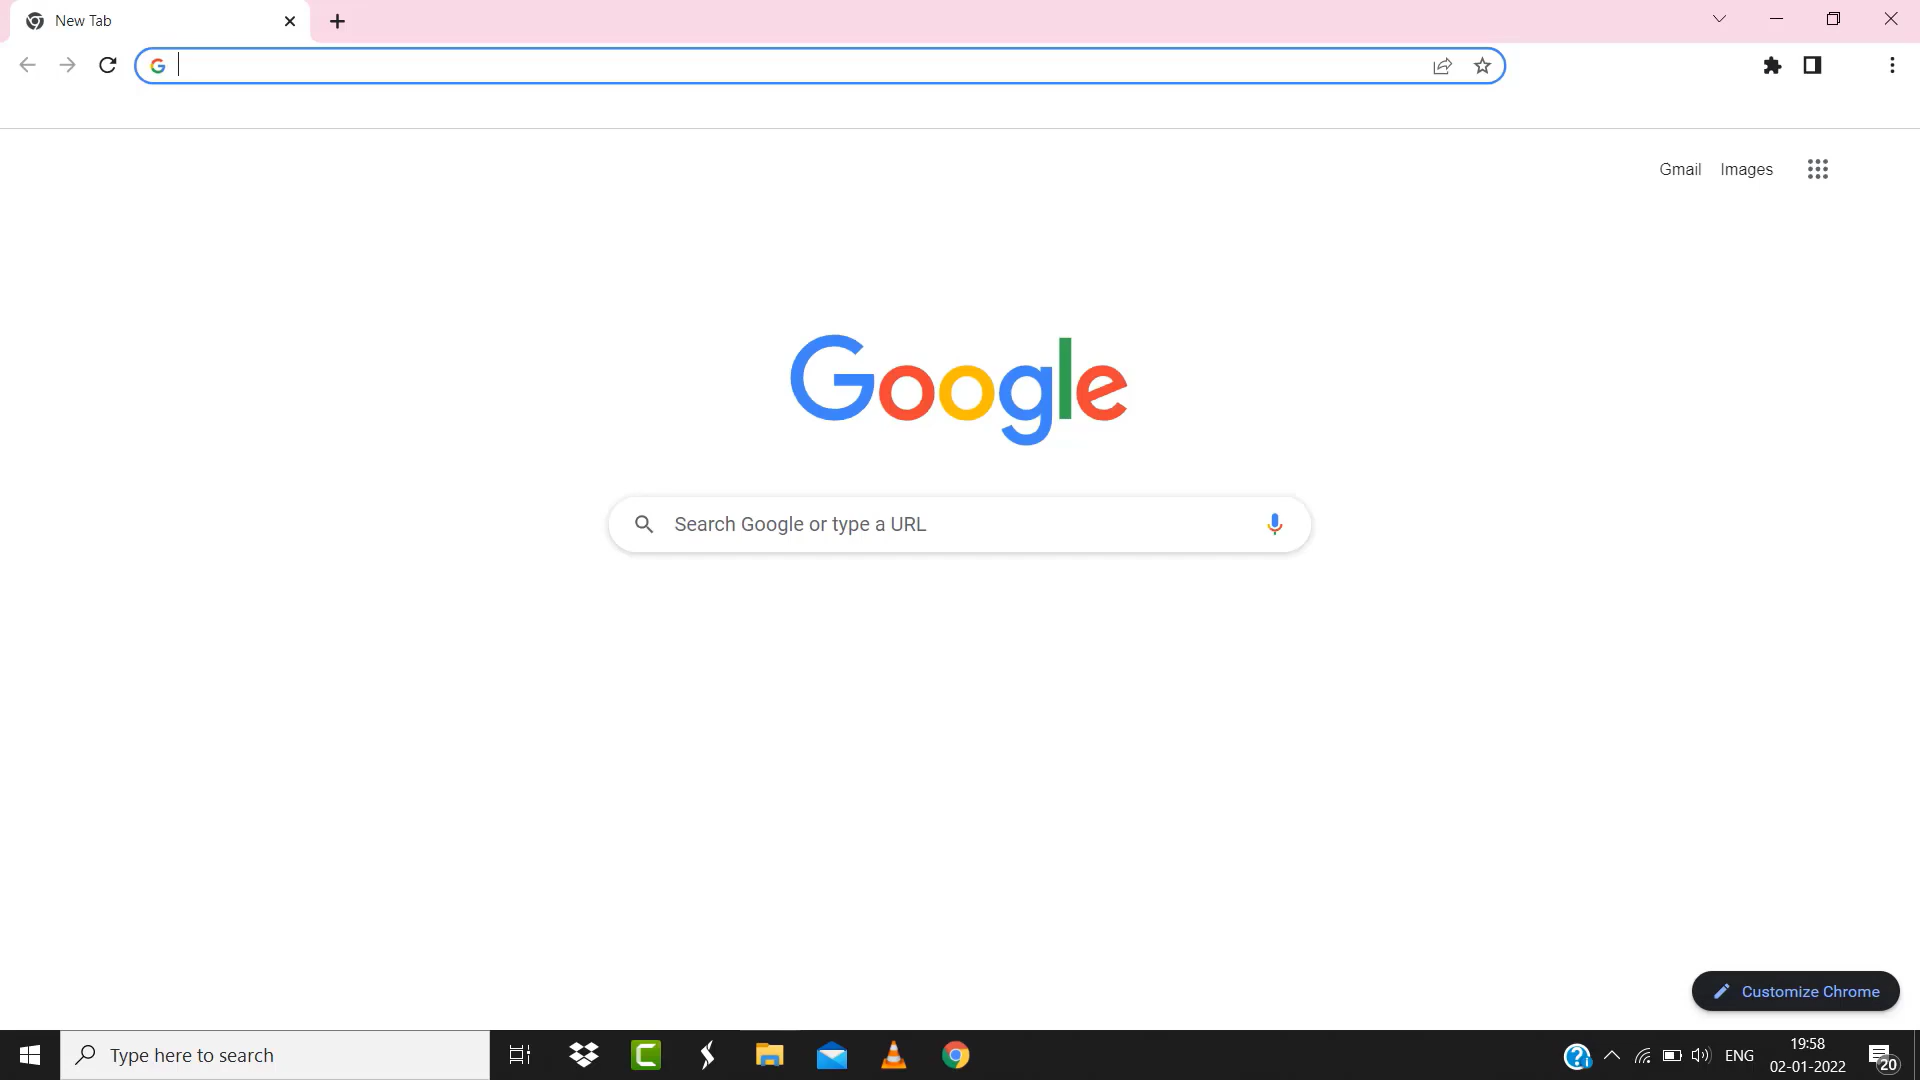 New Tab
Gmail Images
Google
Search Google or type a URL
Customize Chrome
Type here to search
ENG
19:58
02-01-2022
20